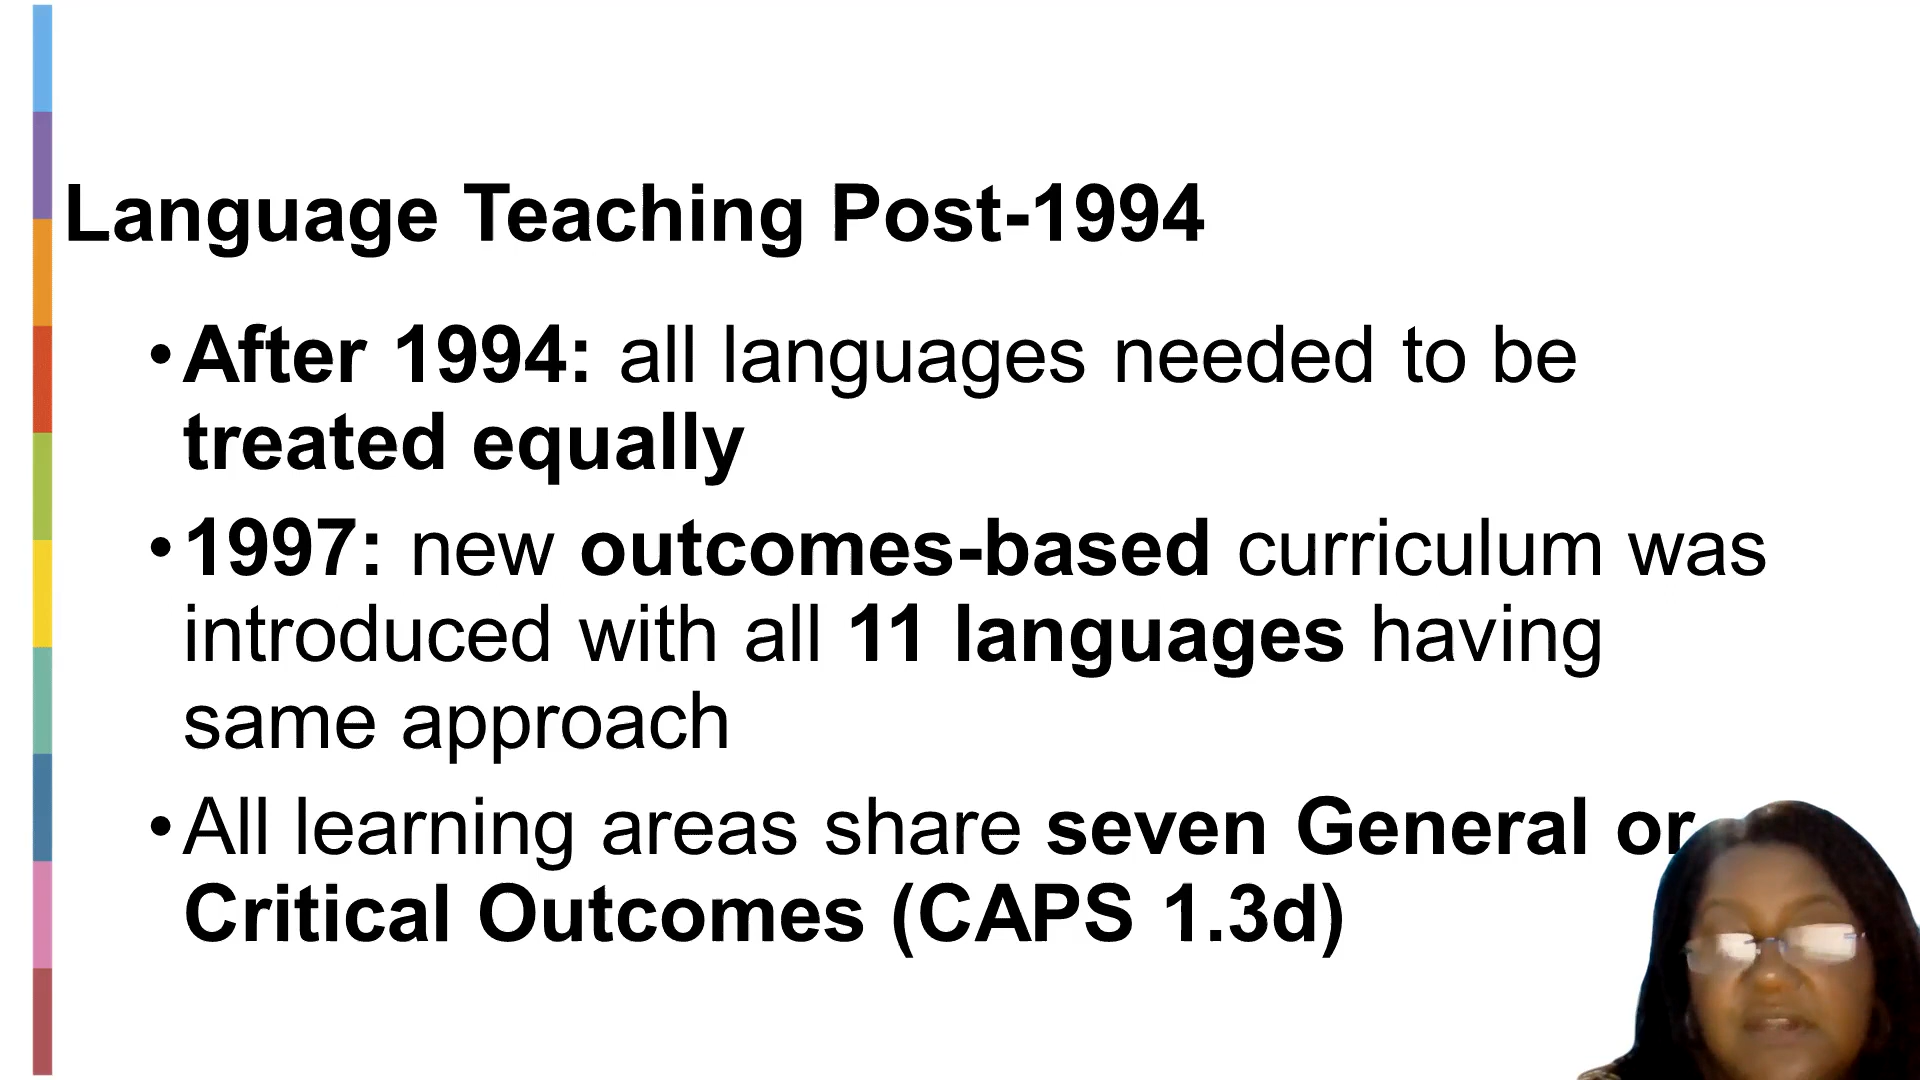 Language Teaching Post-1994
•After 1994: all languages needed to be
treated equally
•1997: new outcomes-based curriculum was
introduced with all 11 languages having
same approach
•All learning areas share seven General or
Critical Outcomes (CAPS 1.3d)